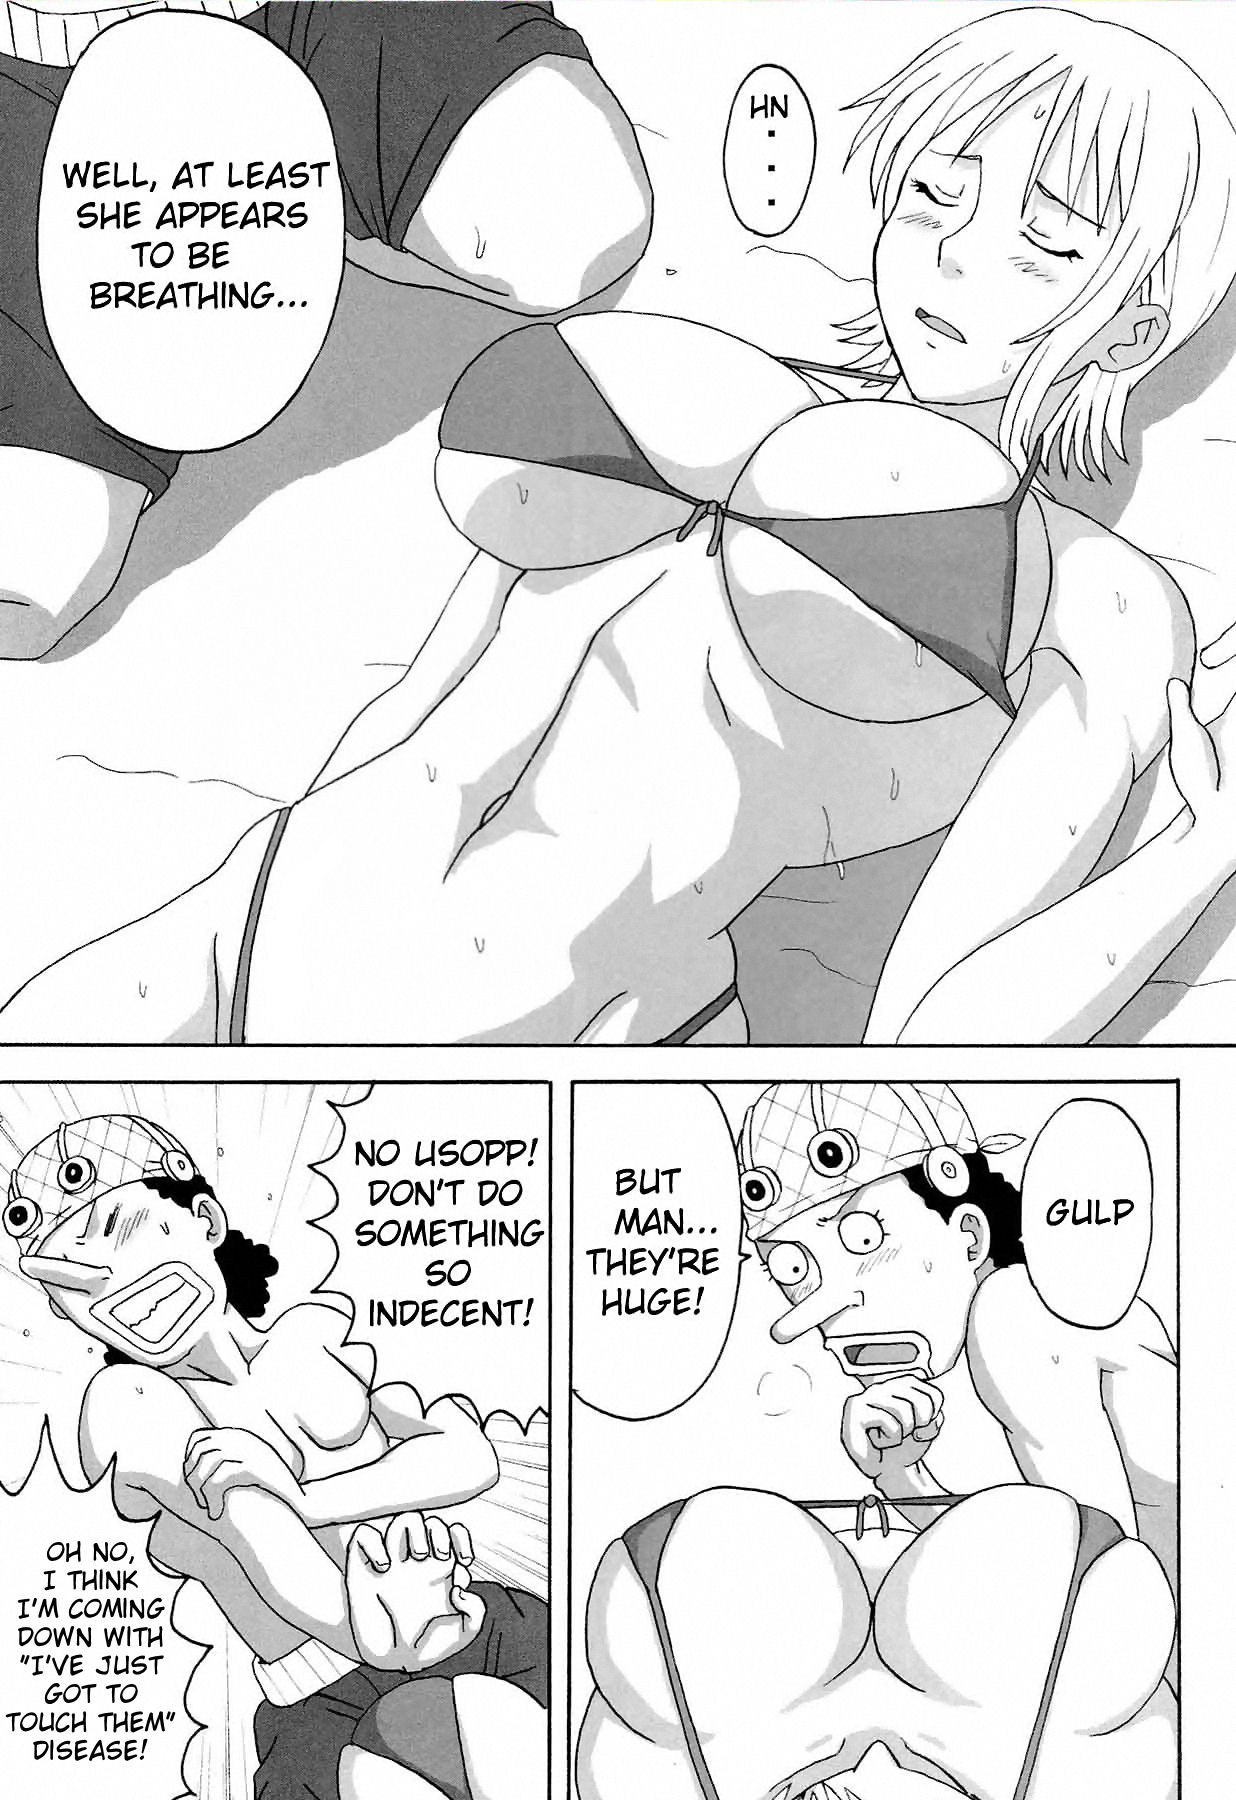 HN...
WELL, AT LEAST
SHE APPEARS
TO BE
BREATHING...
GULP
BUT
MAN...
THEY'RE
HUGE!
NO USOPP!
DON'T DO
SOMETHING
SO
INDECENT!
OH NO,
I THINK
I'M COMING
DOWN WITH
"I'VE JUST
GOT TO
TOUCH THEM"
DISEASE!